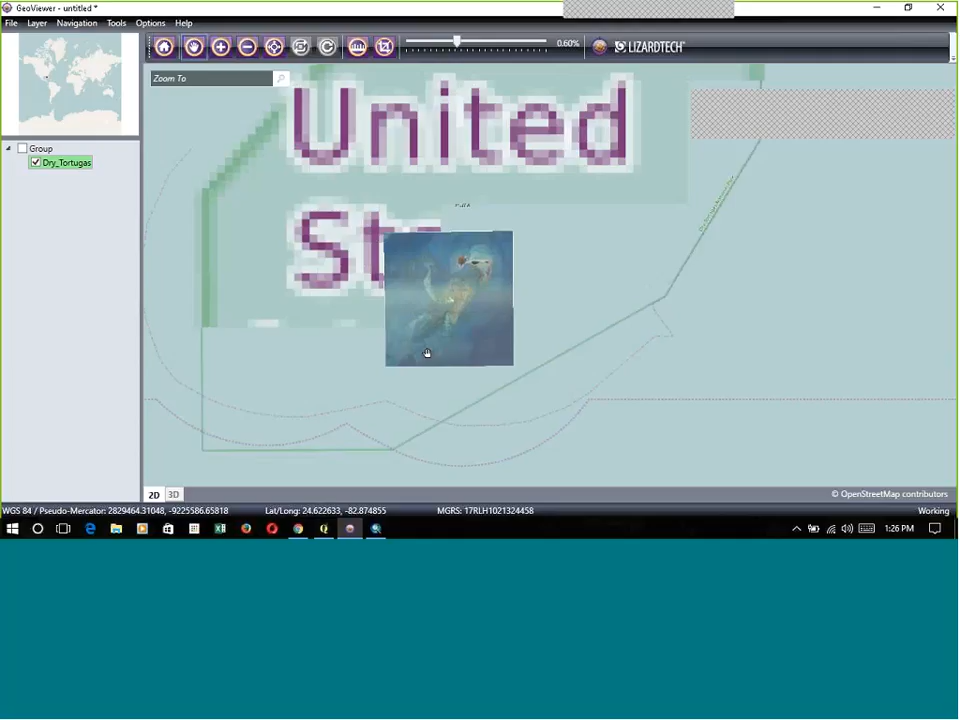 GeoViewer - untitled *
File Layer Navigation Tools Options Help
0.60% LIZARDTECH
Zoom To
United
Group
Dry_Tortugas
2D 3D
© OpenStreetMap contributors
WGS 84 / Pseudo-Mercator: 2829464.31048, -9225586.65818 Lat/Long: 24.622633, -82.874855 MGRS: 17RLH1021324458 Working
1:26 PM